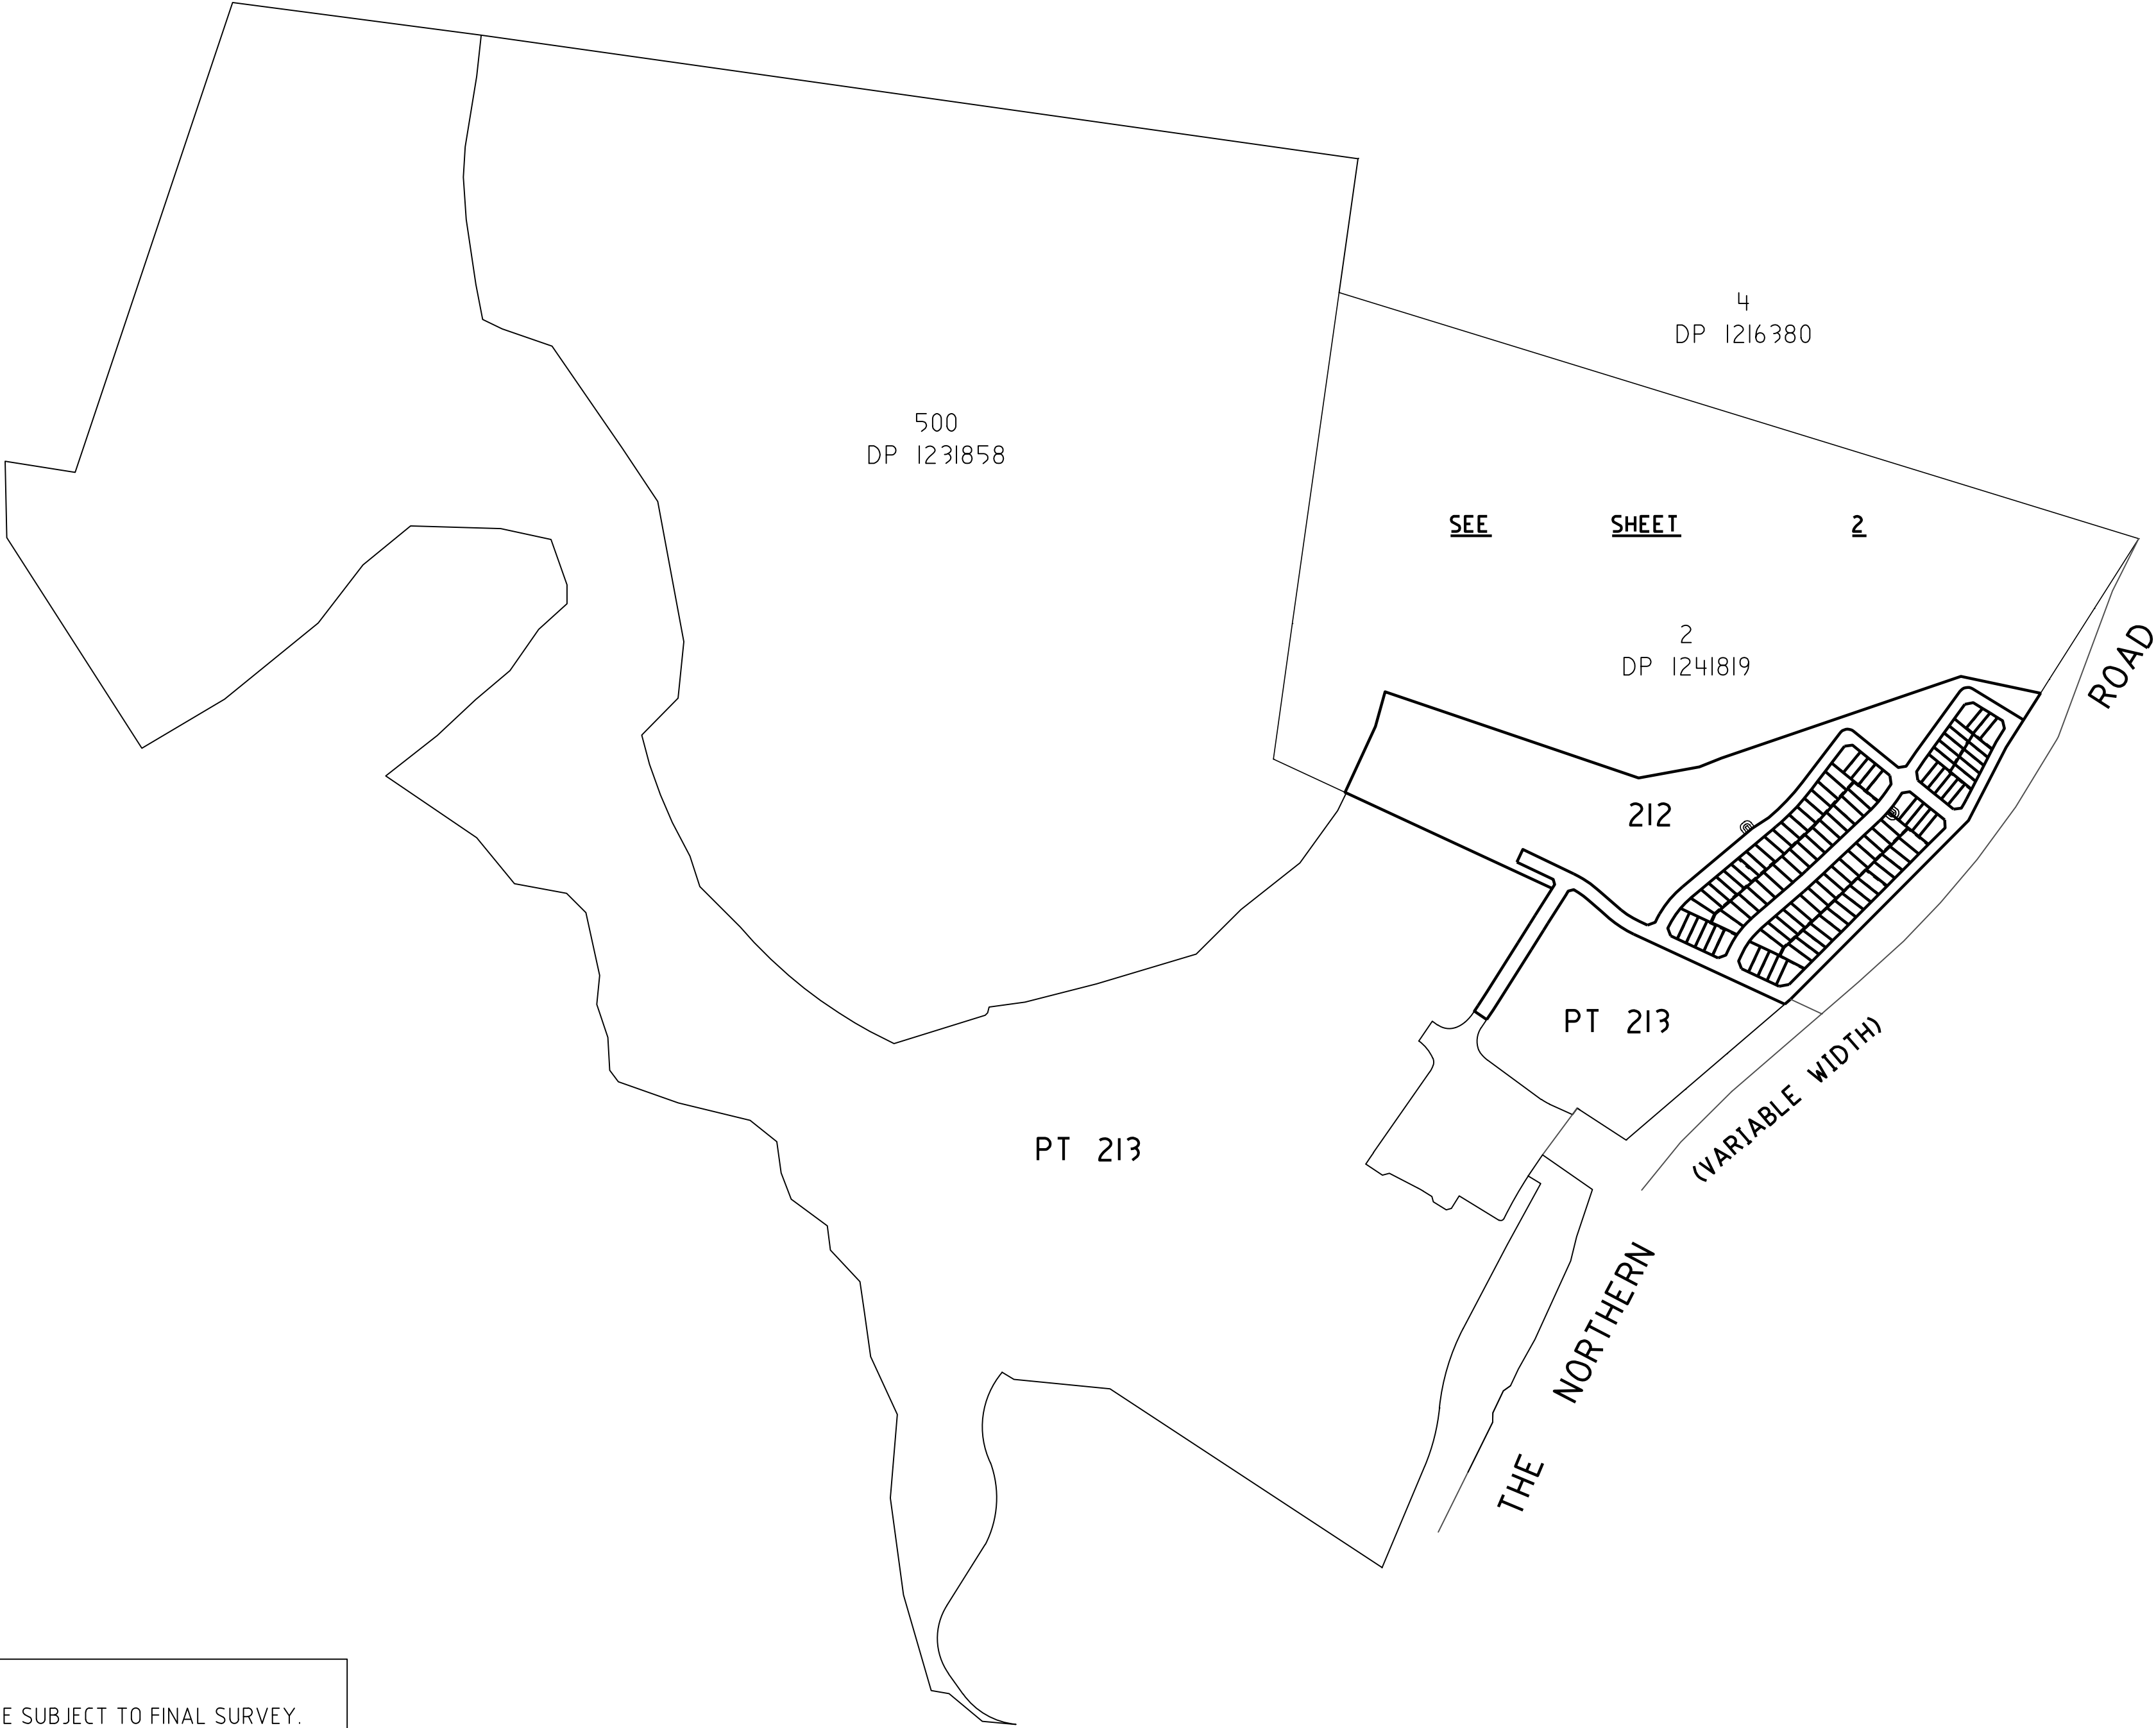 4
DP 1216380
500
DP 1231858
SEE SHEET 2
2
DP 1241819
ROAD
212
PT 213
(VARIABLE WIDTH)
PT 213
THE NORTHERN
E SUBJECT TO FINAL SURVEY.